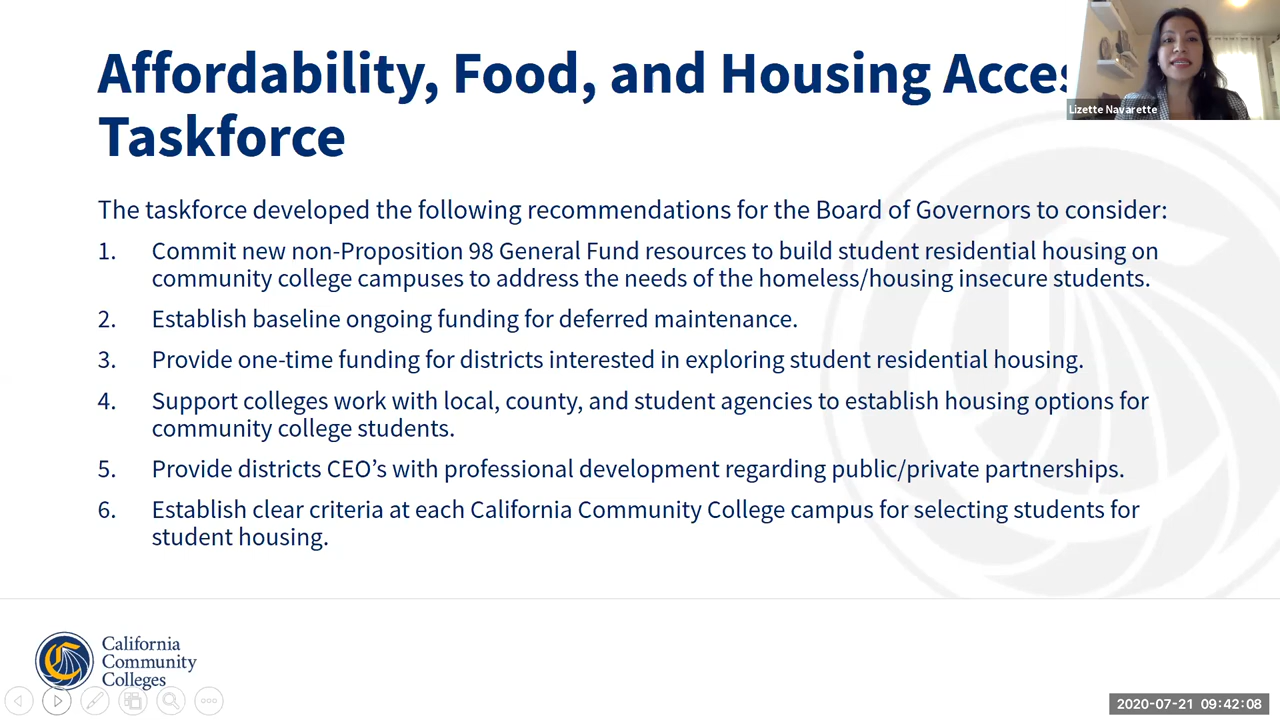 Affordability, Food, and Housing Acces
Taskforce
Lizette Navarette
The taskforce developed the following recommendations for the Board of Governors to consider:
1. Commit new non-Proposition 98 General Fund resources to build student residential housing on
community college campuses to address the needs of the homeless/housing insecure students.
2. Establish baseline ongoing funding for deferred maintenance.
3. Provide one-time funding for districts interested in exploring student residential housing.
4. Support colleges work with local, county, and student agencies to establish housing options for
community college students.
5. Provide districts CEO’s with professional development regarding public/private partnerships.
6. Establish clear criteria at each California Community College campus for selecting students for
student housing.
California
Community
Colleges
2020-07-21 09:42:08